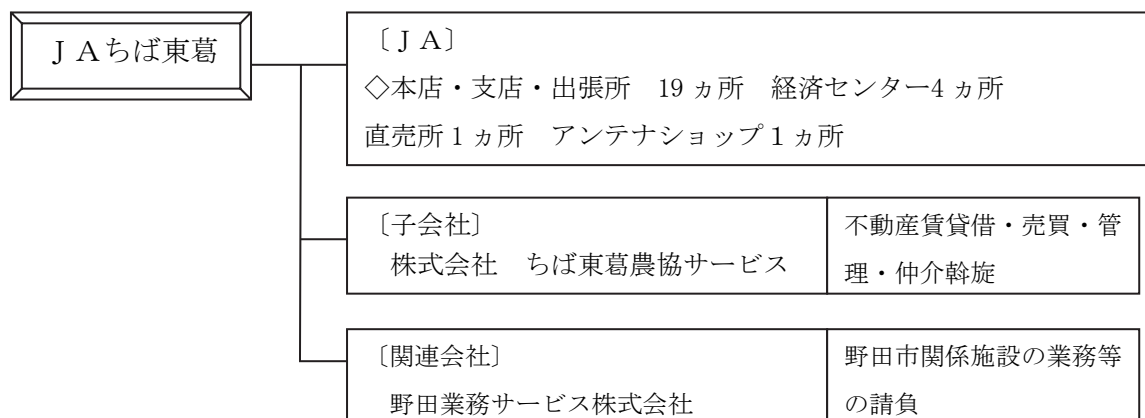 ＪＡちば東葛
〔ＪＡ〕
◇本店・支店・出張所　19 ヵ所　経済センター4 ヵ所
直売所１ヵ所　アンテナショップ１ヵ所
〔子会社〕
株式会社　ちば東葛農協サービス
不動産賃貸借・売買・管
理・仲介斡旋
〔関連会社〕
野田業務サービス株式会社
野田市関係施設の業務等
の請負